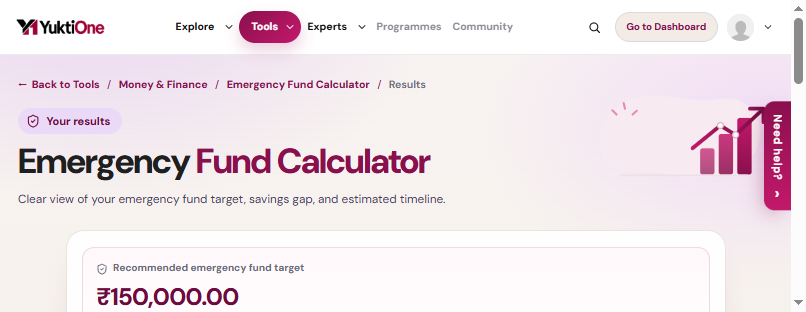 YuktiOne
Explore
Tools
Experts
Programmes
Community
Go to Dashboard
← Back to Tools / Money & Finance / Emergency Fund Calculator / Results
Your results
Emergency Fund Calculator
Clear view of your emergency fund target, savings gap, and estimated timeline.
Need help? ›
Recommended emergency fund target
₹150,000.00